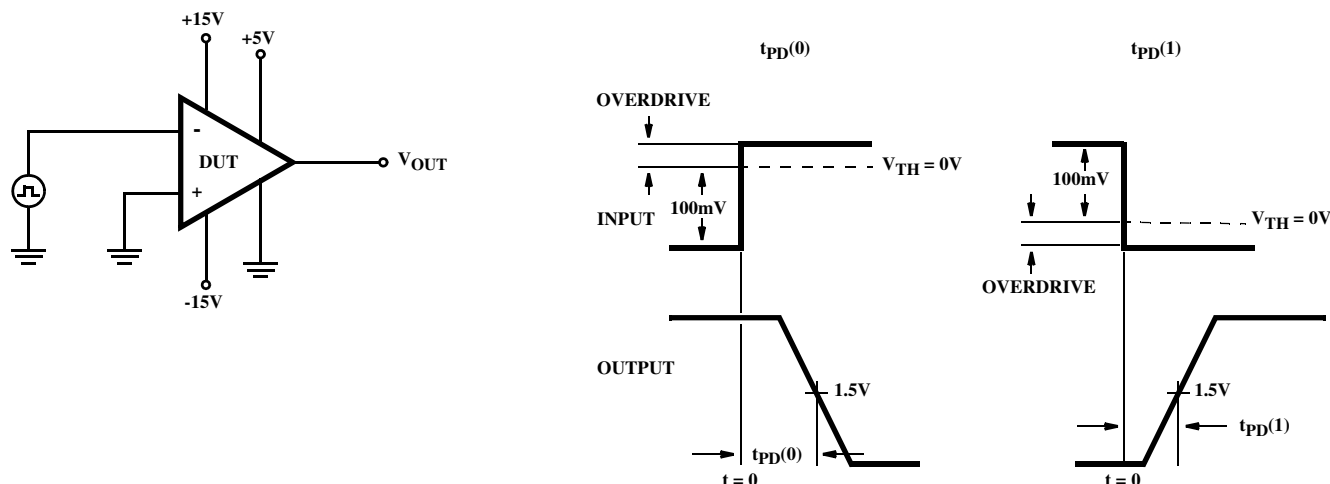 +15V
+5V
-
DUT
+
VOUT
-15V
tPD(0)
OVERDRIVE
VTH = 0V
100mV
INPUT
OUTPUT
1.5V
tPD(0)
t = 0
tPD(1)
100mV
VTH = 0V
OVERDRIVE
1.5V
tPD(1)
t = 0